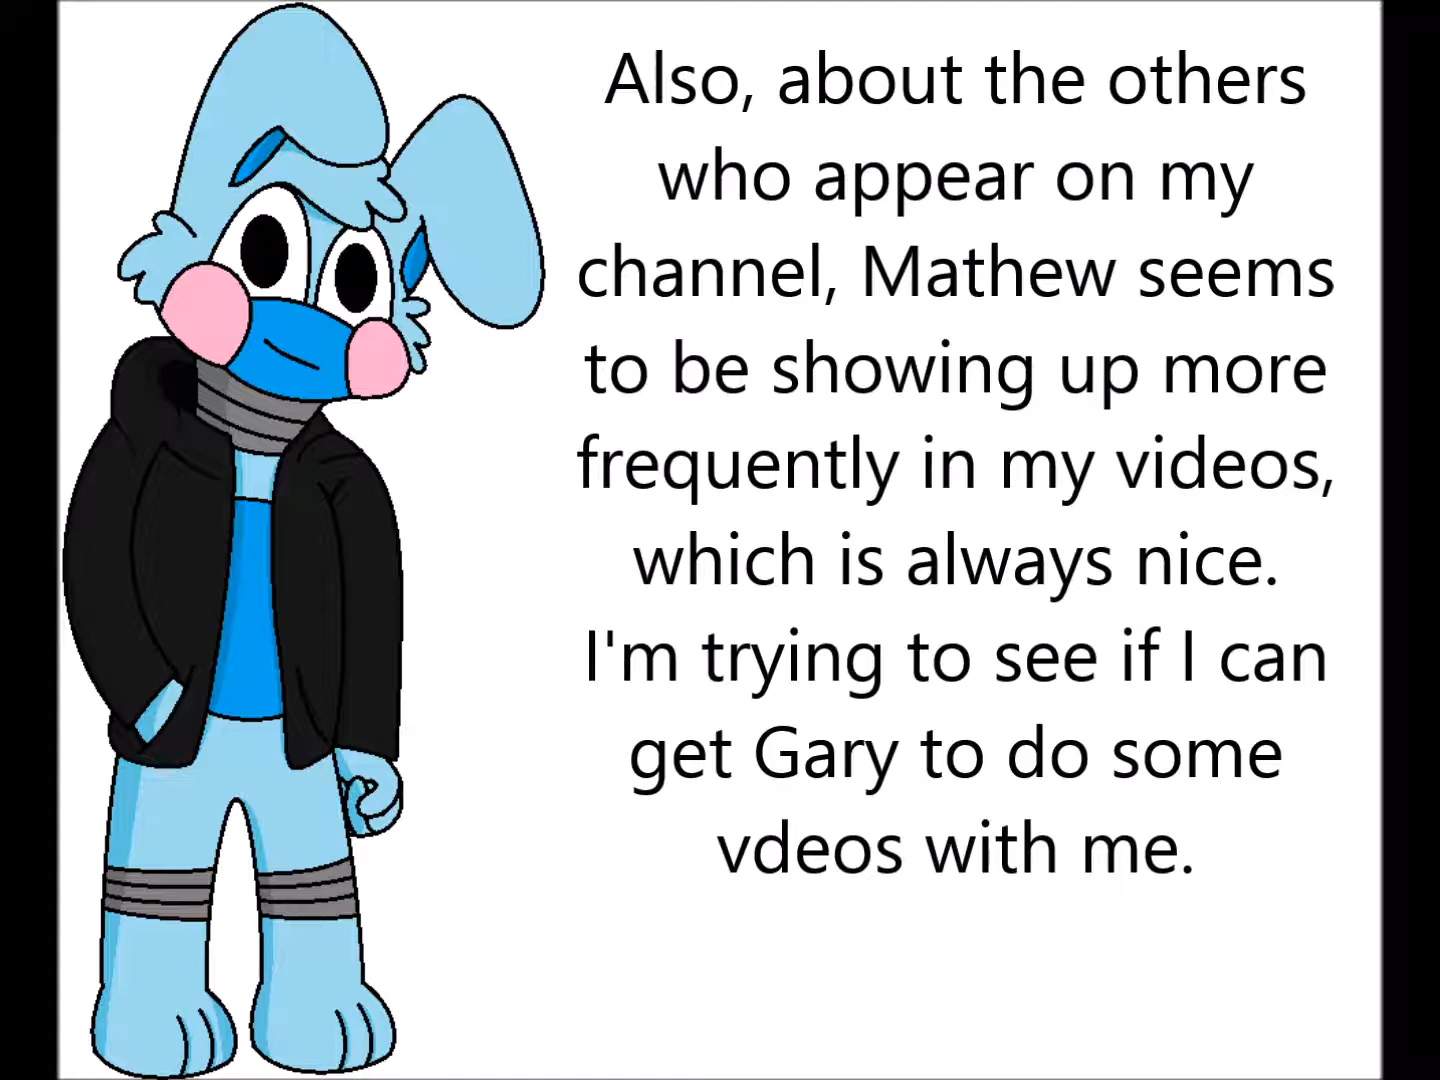 Also, about the others
who appear on my
channel, Mathew seems
to be showing up more
frequently in my videos,
which is always nice.
I'm trying to see if I can
get Gary to do some
vdeos with me.